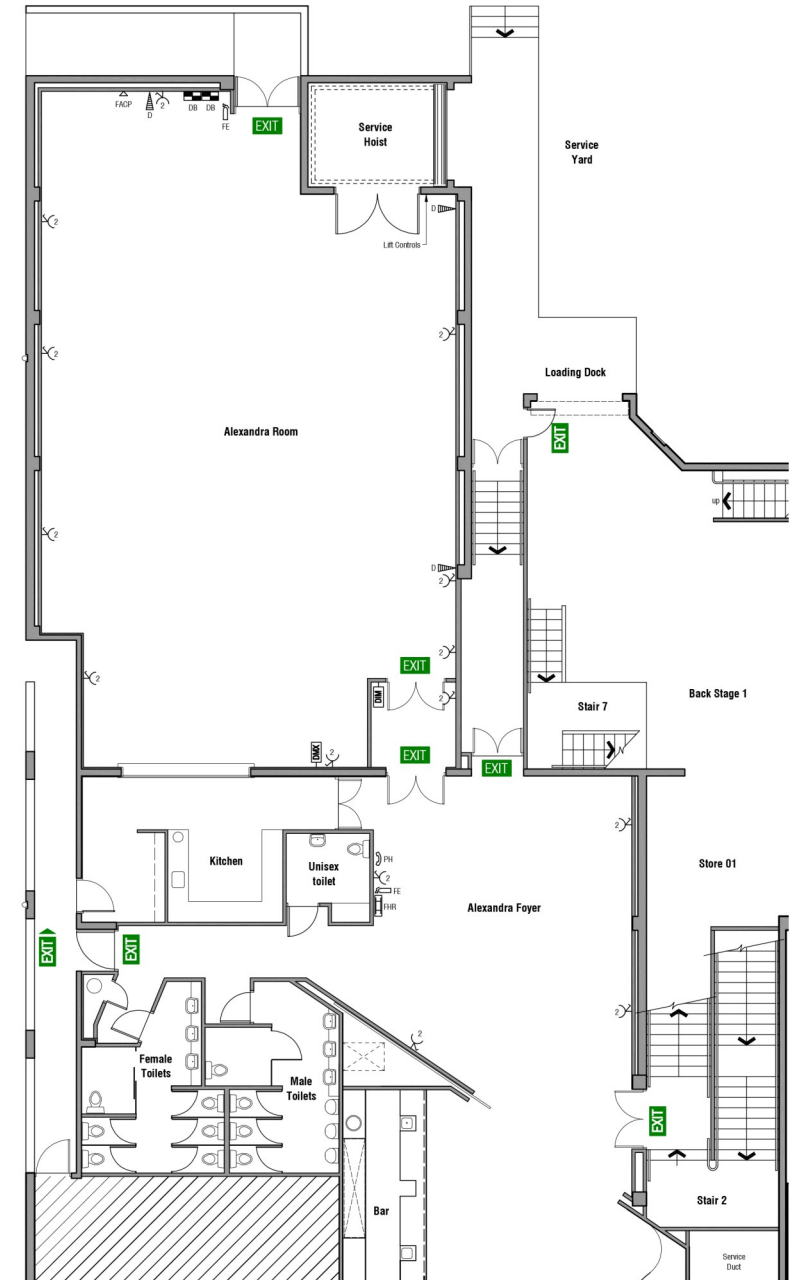 FACP
D
2
DB
DB
FE
EXIT
Service
Hoist
Service
Yard
2
D
Lift Controls
2
2
Loading Dock
Alexandra Room
EXIT
up
2
D
2
2
EXIT
2
2
DIM
Stair 7
Back Stage 1
DMX
2
EXIT
EXIT
2
Kitchen
Unisex
toilet
PH
2
FE
FHR
Store 01
Alexandra Foyer
EXIT
EXIT
2
2
Female
Toilets
Male
Toilets
EXIT
Bar
Stair 2
Service
Duct